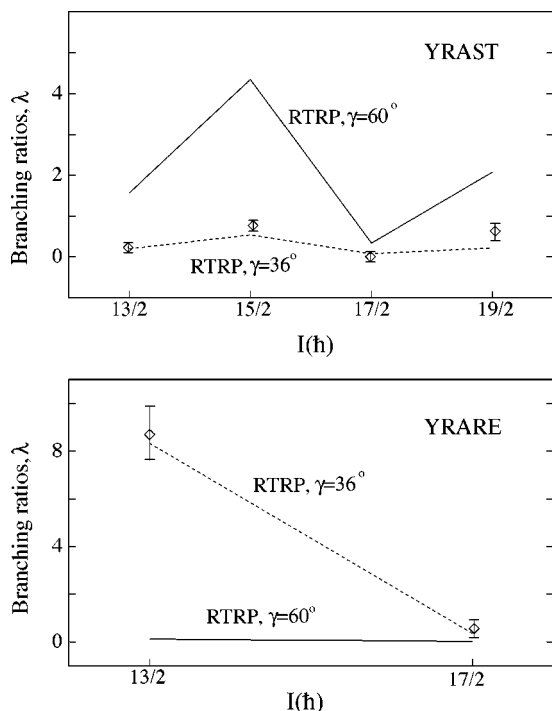 YRAST
4
RTRP, γ=60°
2
0
RTRP, γ=36°
Branching ratios, λ
13/2 15/2 17/2 19/2
I(ħ)
YRARE
8
RTRP, γ=36°
4
RTRP, γ=60°
0
Branching ratios, λ
13/2 17/2
I(ħ)